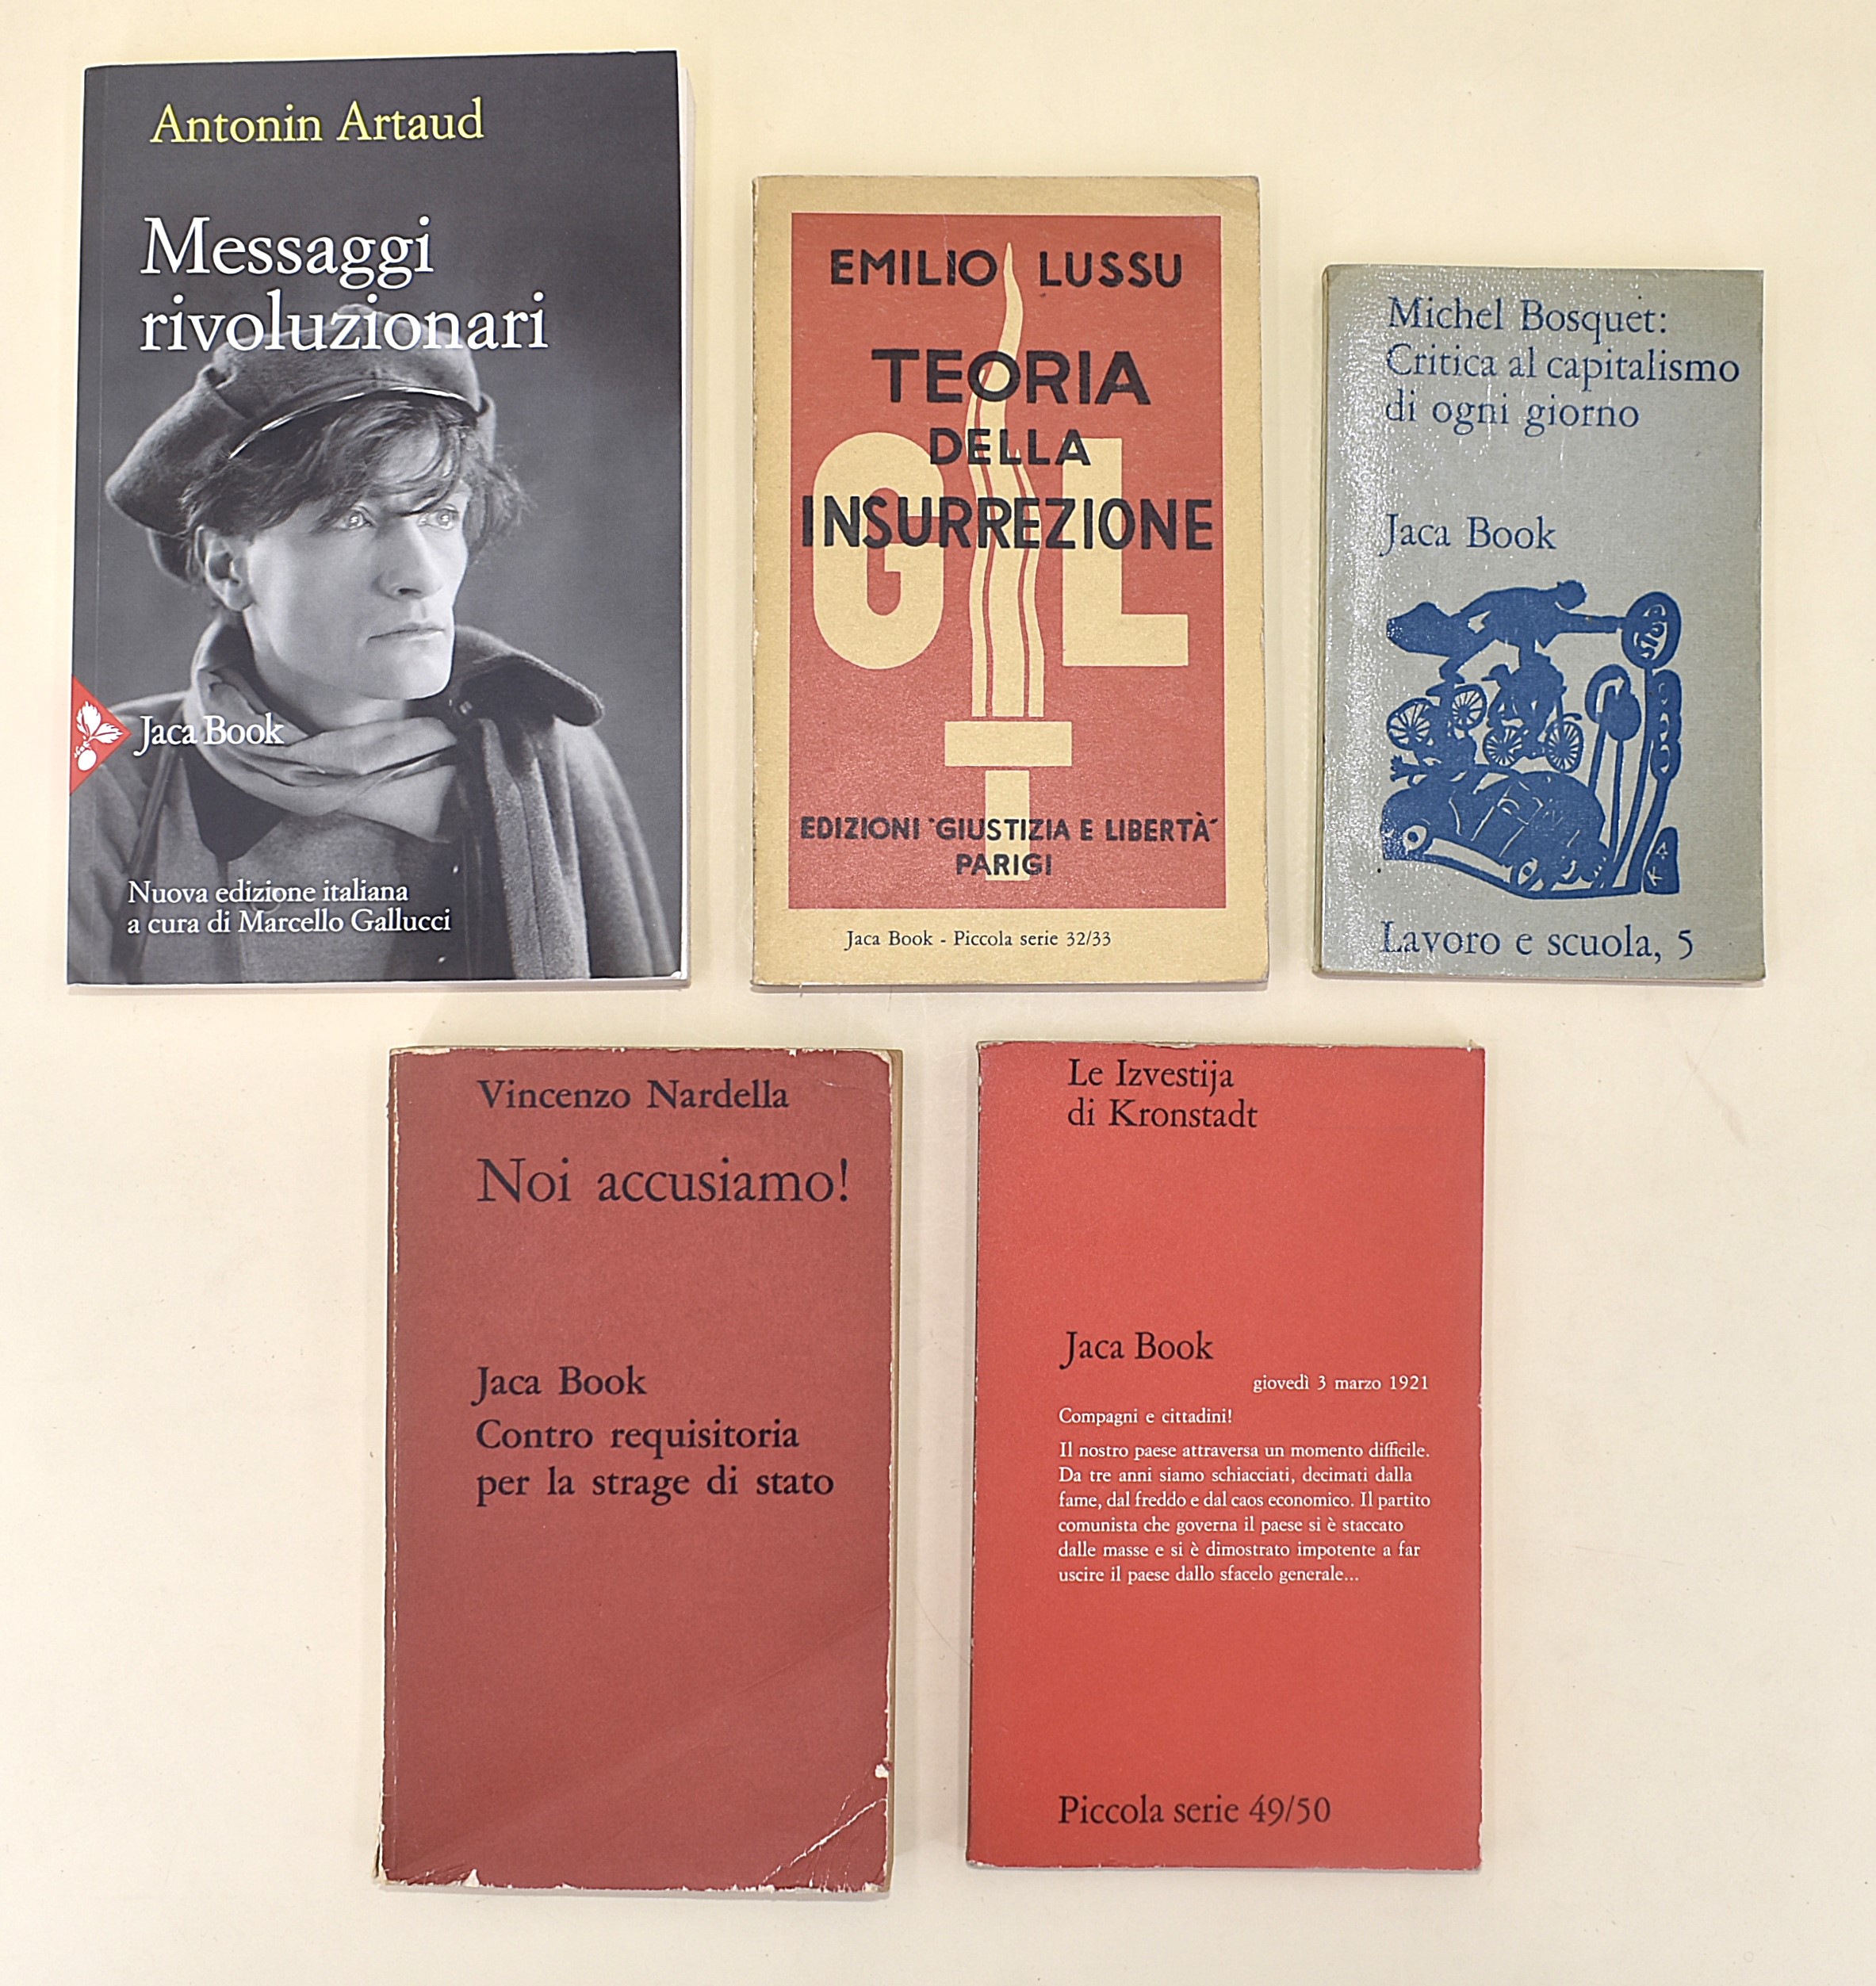 Antonin Artaud
Messaggi
rivoluzionari
Jaca Book
Nuova edizione italiana
a cura di Marcello Gallucci
EMILIO LUSSU
TEORIA
DELLA
INSURREZIONE
GL
EDIZIONI "GIUSTIZIA E LIBERTÀ"
PARIGI
Jaca Book - Piccola serie 32/33
Michel Bosquet:
Critica al capitalismo
di ogni giorno
Jaca Book
Lavoro e scuola, 5
Vincenzo Nardella
Noi accusiamo!
Jaca Book
Contro requisitoria
per la strage di stato
Le Izvestija
di Kronstadt
Jaca Book
giovedì 3 marzo 1921
Compagni e cittadini!
Il nostro paese attraversa un momento difficile.
Da tre anni siamo schiacciati, decimati dalla
fame, dal freddo e dal caos economico. Il partito
comunista che governa il paese si è staccato
dalle masse e si è dimostrato impotente a far
uscire il paese dallo sfacelo generale...
Piccola serie 49/50